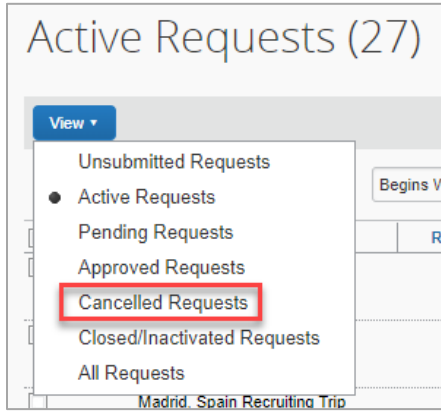 Active Requests (27)
View
Unsubmitted Requests
Begins W
Active Requests
Pending Requests
R
Approved Requests
Cancelled Requests
Closed/Inactivated Requests
All Requests
Madrid, Spain Recruiting Trip